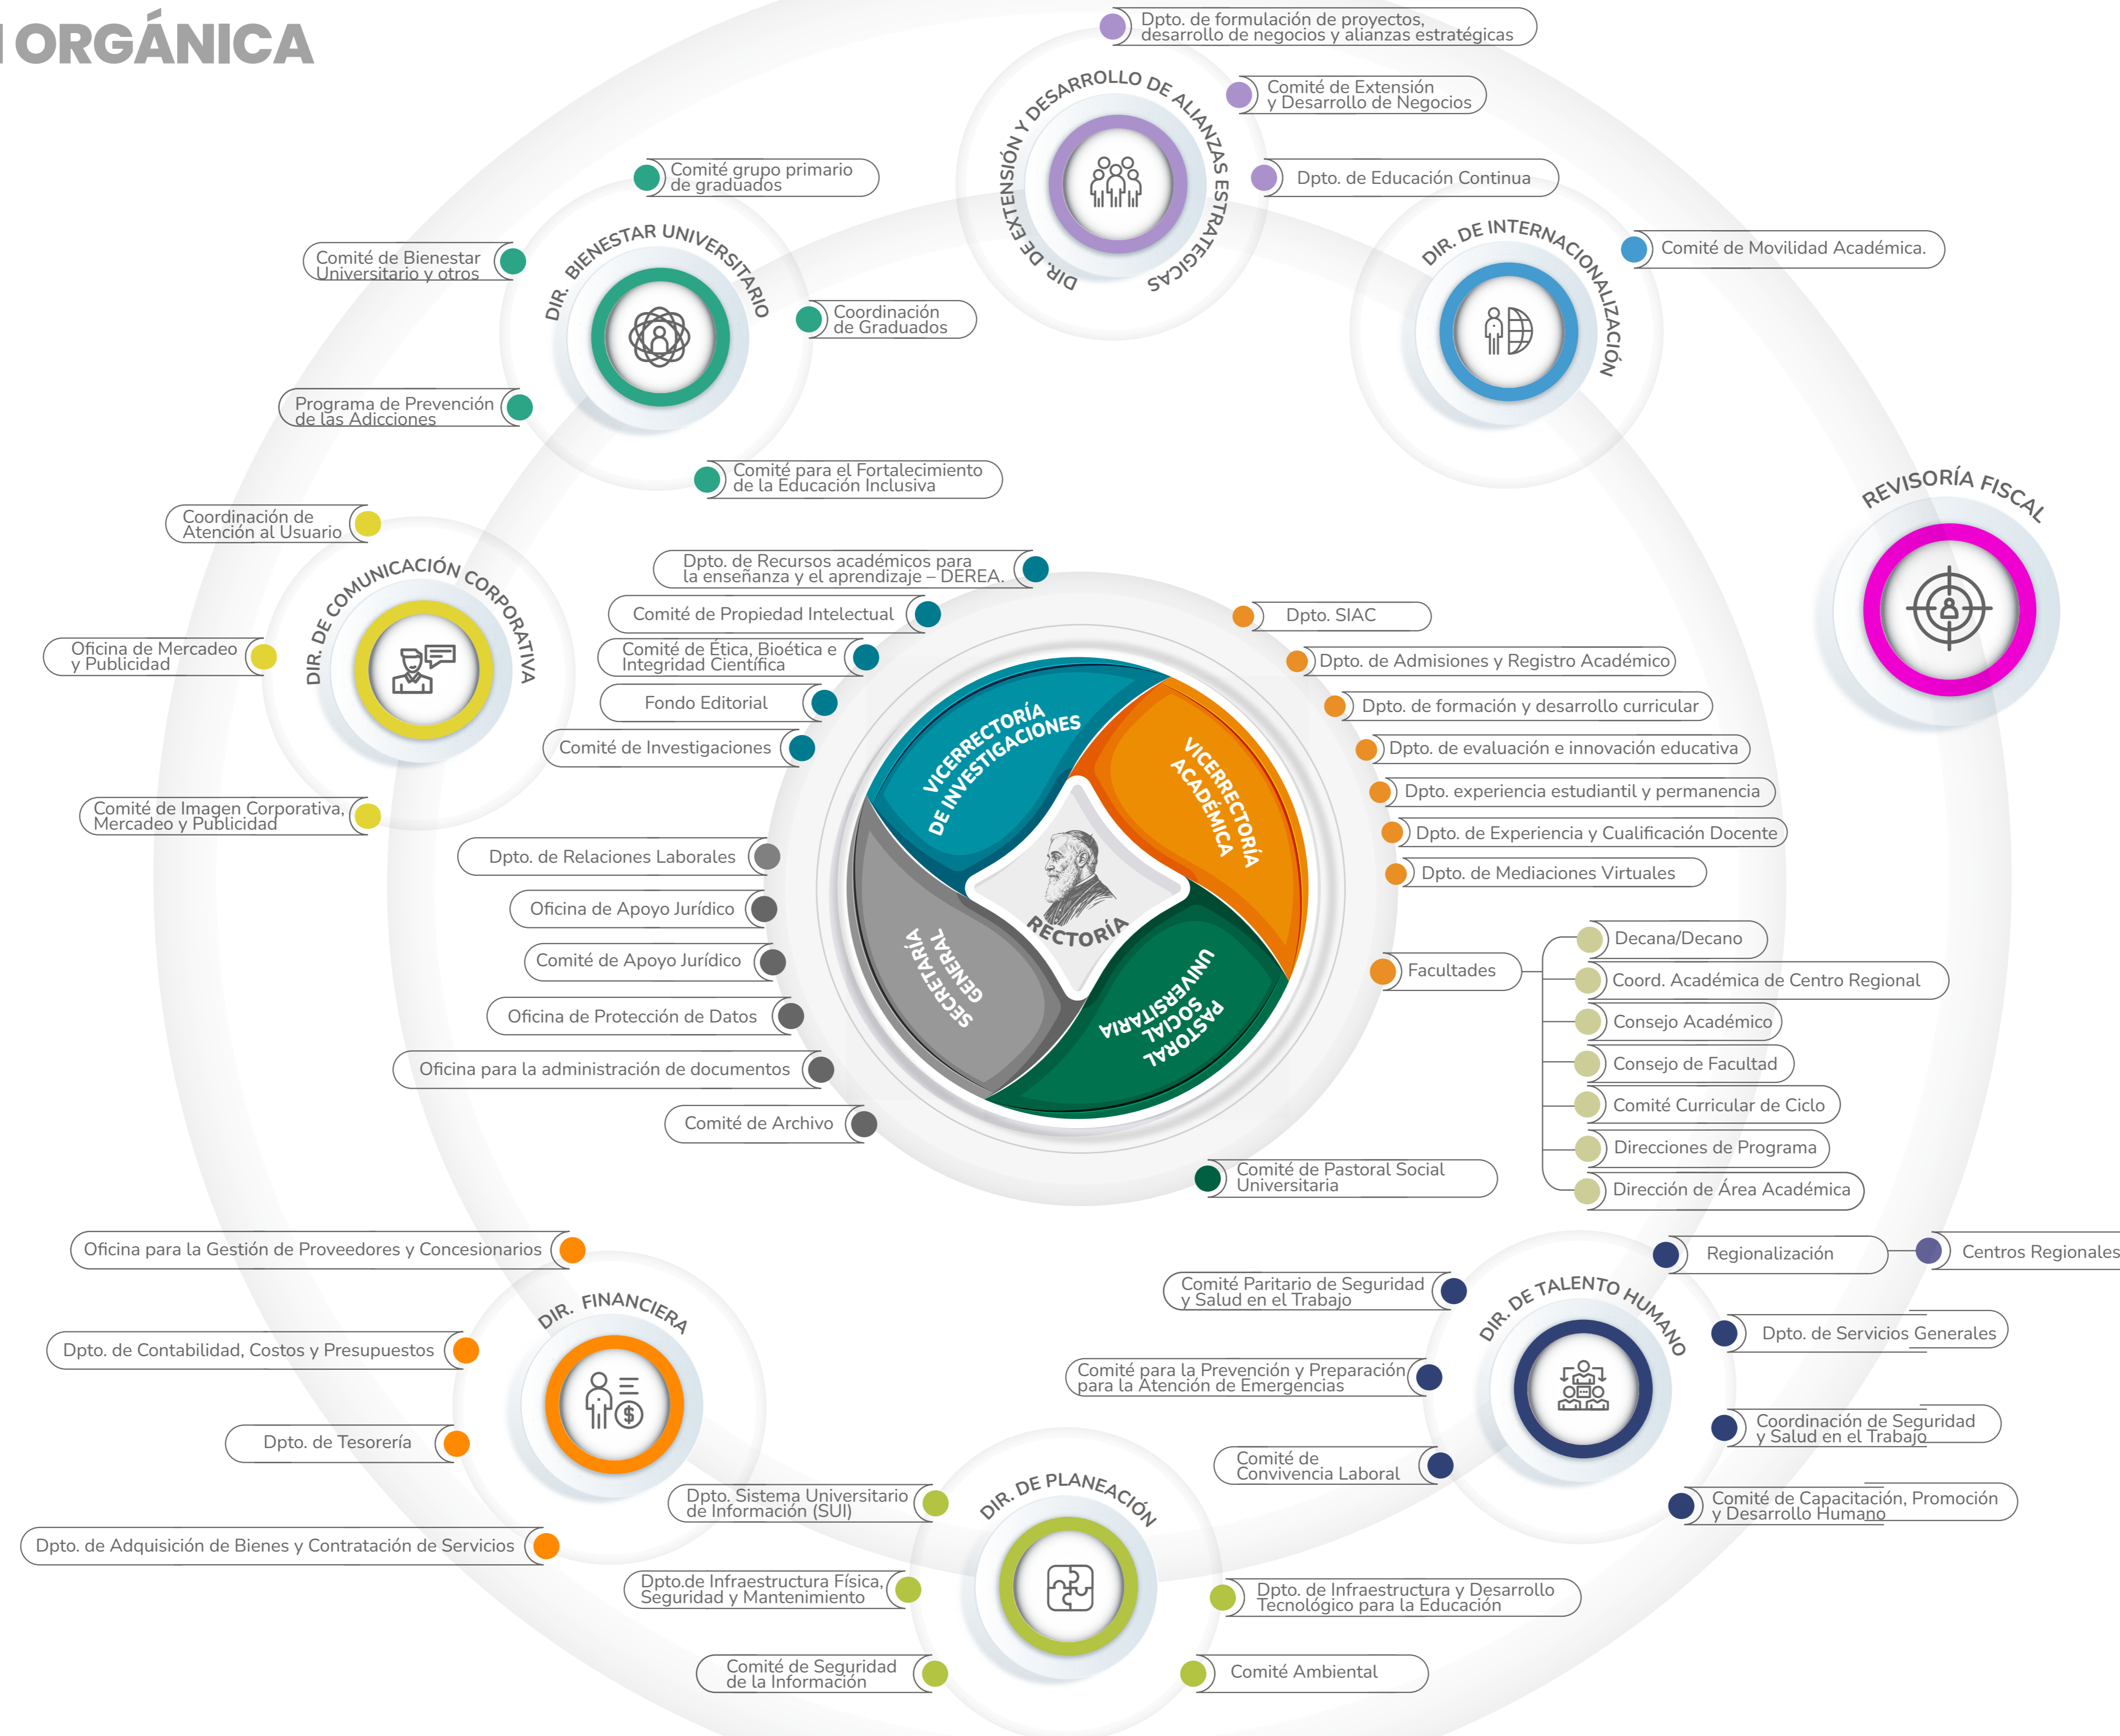 ORGÁNICA
Dpto. de formulación de proyectos,
desarrollo de negocios y alianzas estratégicas
Comité de Extensión
y Desarrollo de Negocios
Dpto. de Educación Continua
DIR. DE EXTENSIÓN Y DESARROLLO DE ALIANZAS ESTRATEGICAS
Comité grupo primario
de graduados
Comité de Bienestar
Universitario y otros
DIR. BIENESTAR UNIVERSITARIO
Coordinación
de Graduados
Programa de Prevención
de las Adicciones
Comité para el Fortalecimiento
de la Educación Inclusiva
DIR. DE INTERNACIONALIZACIÓN
Comité de Movilidad Académica.
REVISORÍA FISCAL
Coordinación de
Atención al Usuario
DIR. DE COMUNICACIÓN CORPORATIVA
Oficina de Mercadeo
y Publicidad
Comité de Imagen Corporativa,
Mercadeo y Publicidad
Dpto. de Recursos académicos para
la enseñanza y el aprendizaje – DEREA.
Comité de Propiedad Intelectual
Comité de Ética, Bioética e
Integridad Científica
Fondo Editorial
Comité de Investigaciones
VICERRECTORÍA
DE INVESTIGACIONES
VICERRECTORÍA
ACADÉMICA
Dpto. SIAC
Dpto. de Admisiones y Registro Académico
Dpto. de formación y desarrollo curricular
Dpto. de evaluación e innovación educativa
Dpto. experiencia estudiantil y permanencia
Dpto. de Experiencia y Cualificación Docente
Dpto. de Mediaciones Virtuales
Facultades
Decana/Decano
Coord. Académica de Centro Regional
Consejo Académico
Consejo de Facultad
Comité Curricular de Ciclo
Direcciones de Programa
Dirección de Área Académica
RECTORÍA
Dpto. de Relaciones Laborales
Oficina de Apoyo Jurídico
Comité de Apoyo Jurídico
Oficina de Protección de Datos
Oficina para la administración de documentos
Comité de Archivo
SECRETARÍA
GENERAL
PASTORAL
SOCIAL
UNIVERSITARIA
Comité de Pastoral Social
Universitaria
Oficina para la Gestión de Proveedores y Concesionarios
DIR. FINANCIERA
Dpto. de Contabilidad, Costos y Presupuestos
Dpto. de Tesorería
Dpto. de Adquisición de Bienes y Contratación de Servicios
Dpto. Sistema Universitario
de Información (SUI)
DIR. DE PLANEACIÓN
Dpto.de Infraestructura Física,
Seguridad y Mantenimiento
Comité de Seguridad
de la Información
Dpto. de Infraestructura y Desarrollo
Tecnológico para la Educación
Comité Ambiental
Regionalización
Centros Regionales
Comité Paritario de Seguridad
y Salud en el Trabajo
DIR. DE TALENTO HUMANO
Dpto. de Servicios Generales
Comité para la Prevención y Preparación
para la Atención de Emergencias
Coordinación de Seguridad
y Salud en el Trabajo
Comité de
Convivencia Laboral
Comité de Capacitación, Promoción
y Desarrollo Humano